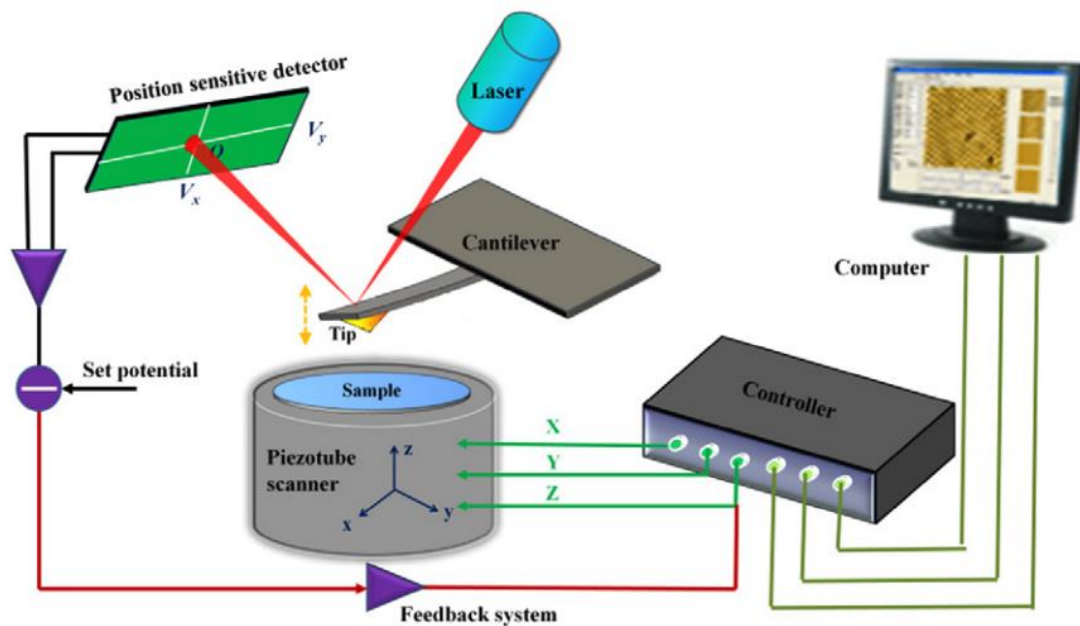 Position sensitive detector
Laser
V_y
O
V_x
Cantilever
Computer
Tip
Set potential
Sample
Controller
X
Piezotube
scanner
z
Y
Z
x
y
Feedback system